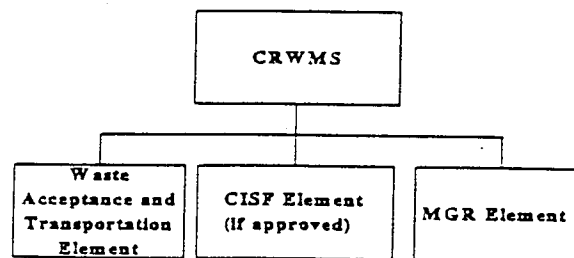 CRWMS
Waste
Acceptance and
Transportation
Element
CISF Element
(if approved)
MGR Element